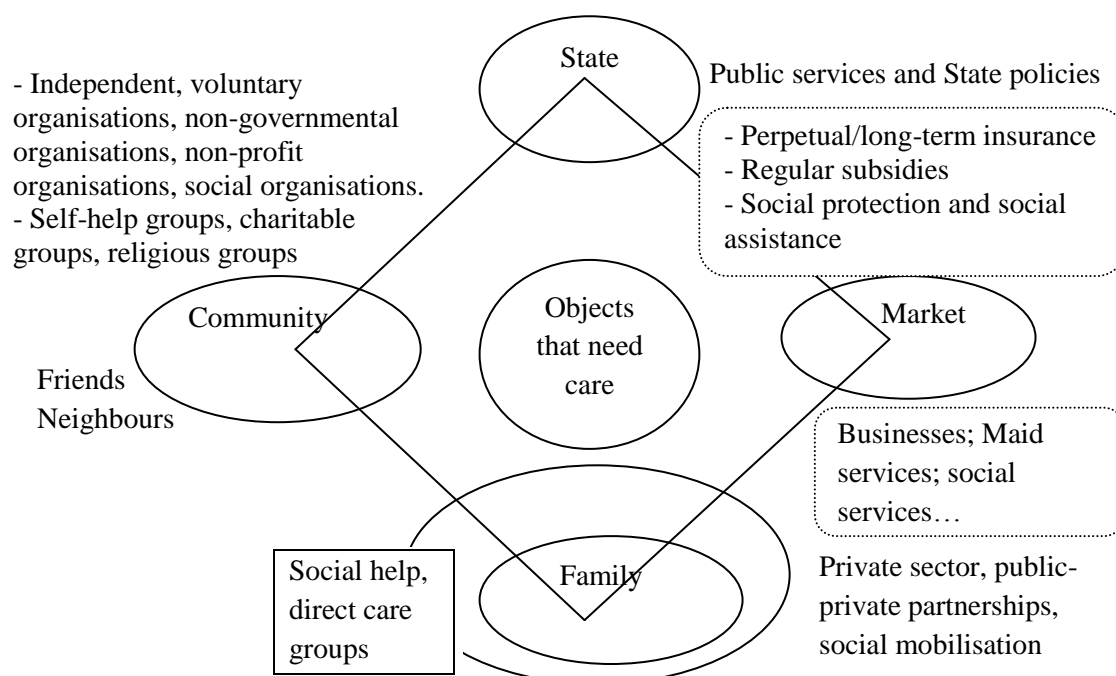 State
Public services and State policies
- Independent, voluntary
organisations, non-governmental
organisations, non-profit
organisations, social organisations.
- Self-help groups, charitable
groups, religious groups
- Perpetual/long-term insurance
- Regular subsidies
- Social protection and social
assistance
Community
Objects
that need
care
Market
Friends
Neighbours
Businesses; Maid
services; social
services…
Social help,
direct care
groups
Family
Private sector, public-
private partnerships,
social mobilisation